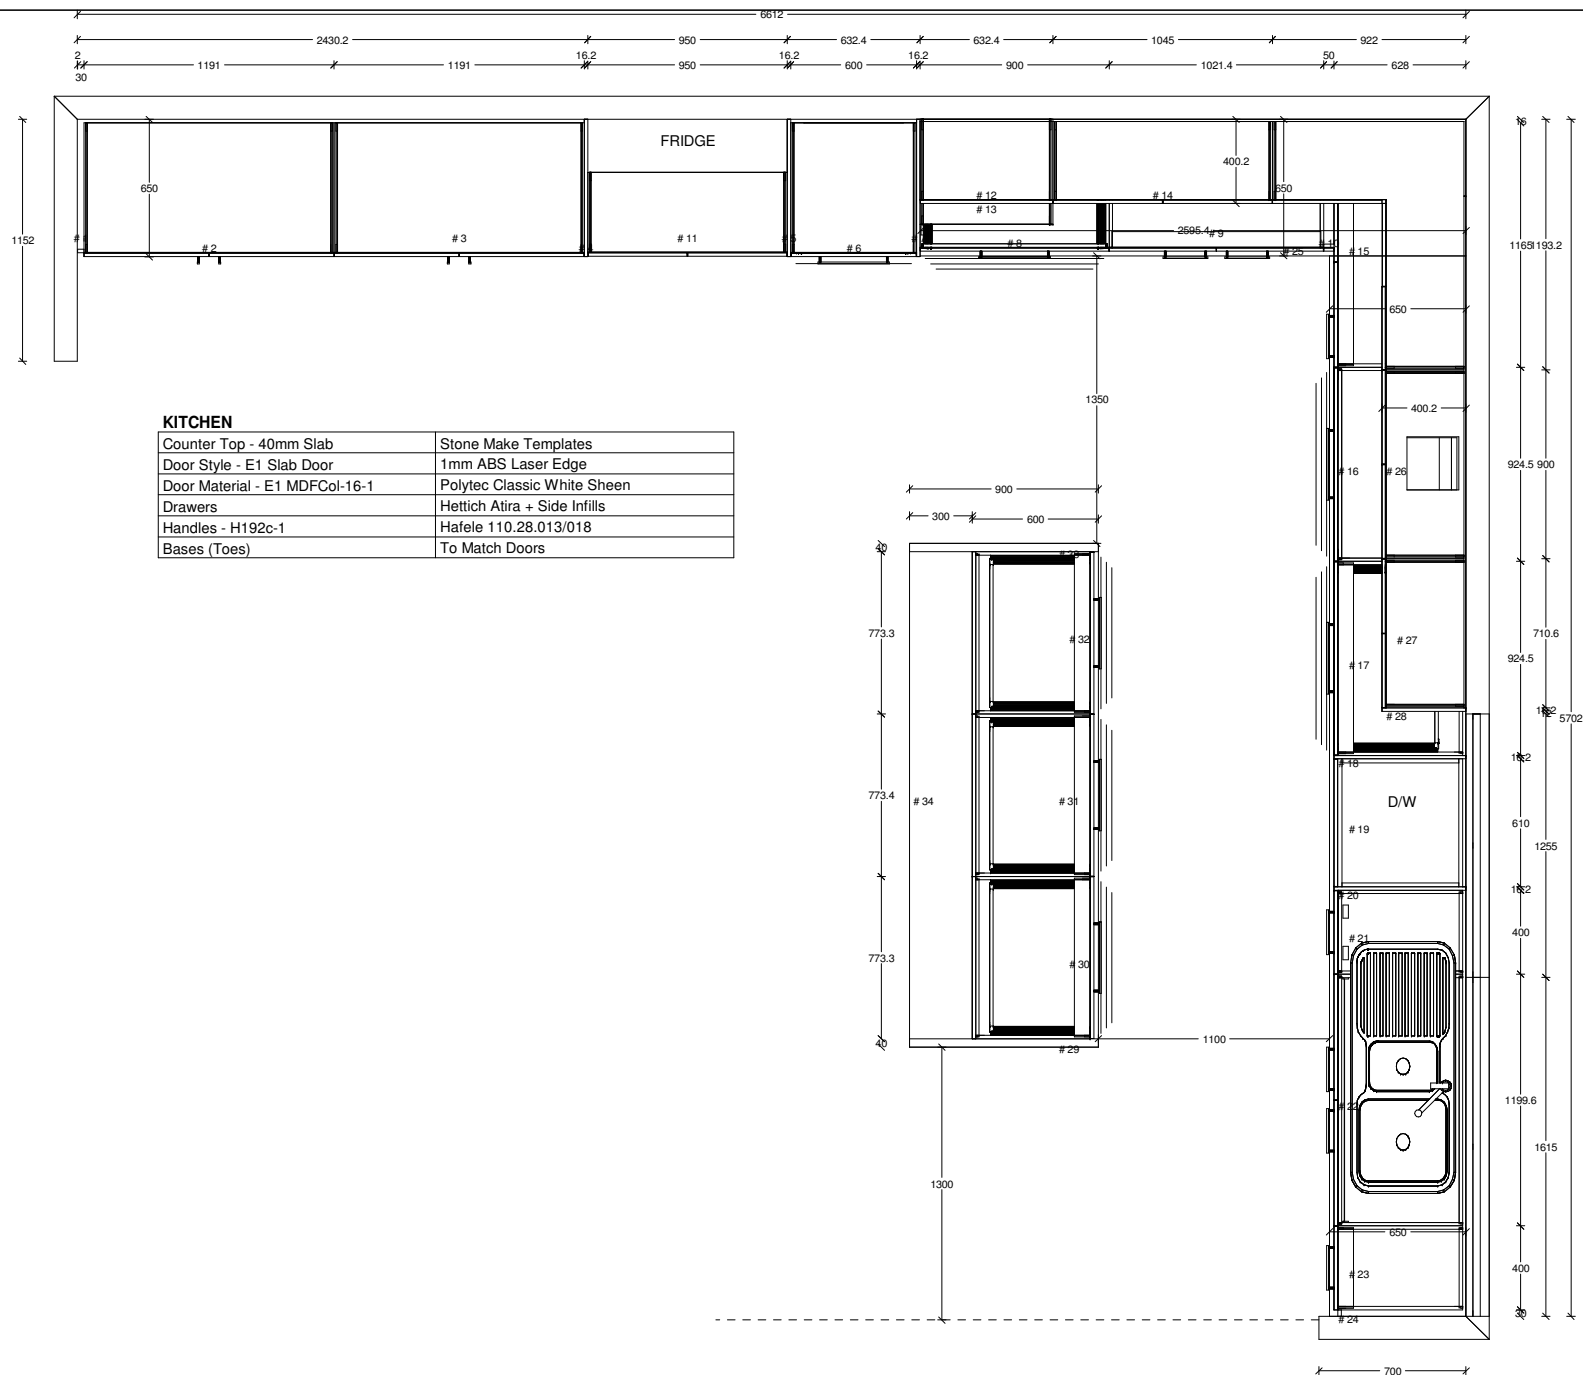 6612
2430.2 950 632.4 632.4 1045 922
2 16.2 16.2 16.2 50
1191 1191 950 600 900 1021.4 628
30
FRIDGE
650
400.2
650
# 12 # 14
# 13
2595.4 # 9
1152
# 2 # 3 # 11 # 6 # 8 # 25 # 15
1165 1193.2
650
1350
400.2
KITCHEN
Counter Top - 40mm Slab Stone Make Templates
Door Style - E1 Slab Door 1mm ABS Laser Edge
Door Material - E1 MDFCol-16-1 Polytec Classic White Sheen
Drawers Hettich Atira + Side Infills
Handles - H192c-1 Hafele 110.28.013/018
Bases (Toes) To Match Doors
# 16 # 26 924.5 900
900
300 600
40
773.3 # 32 # 27 710.6
# 17 924.5
# 28
5702
# 18
773.4 # 34 # 31 D/W
# 19 610
1255
# 20
# 21 400
773.3 # 30
40 # 29 1100
# 22 1199.6
1615
1300
650
# 23 400
30
# 24
700